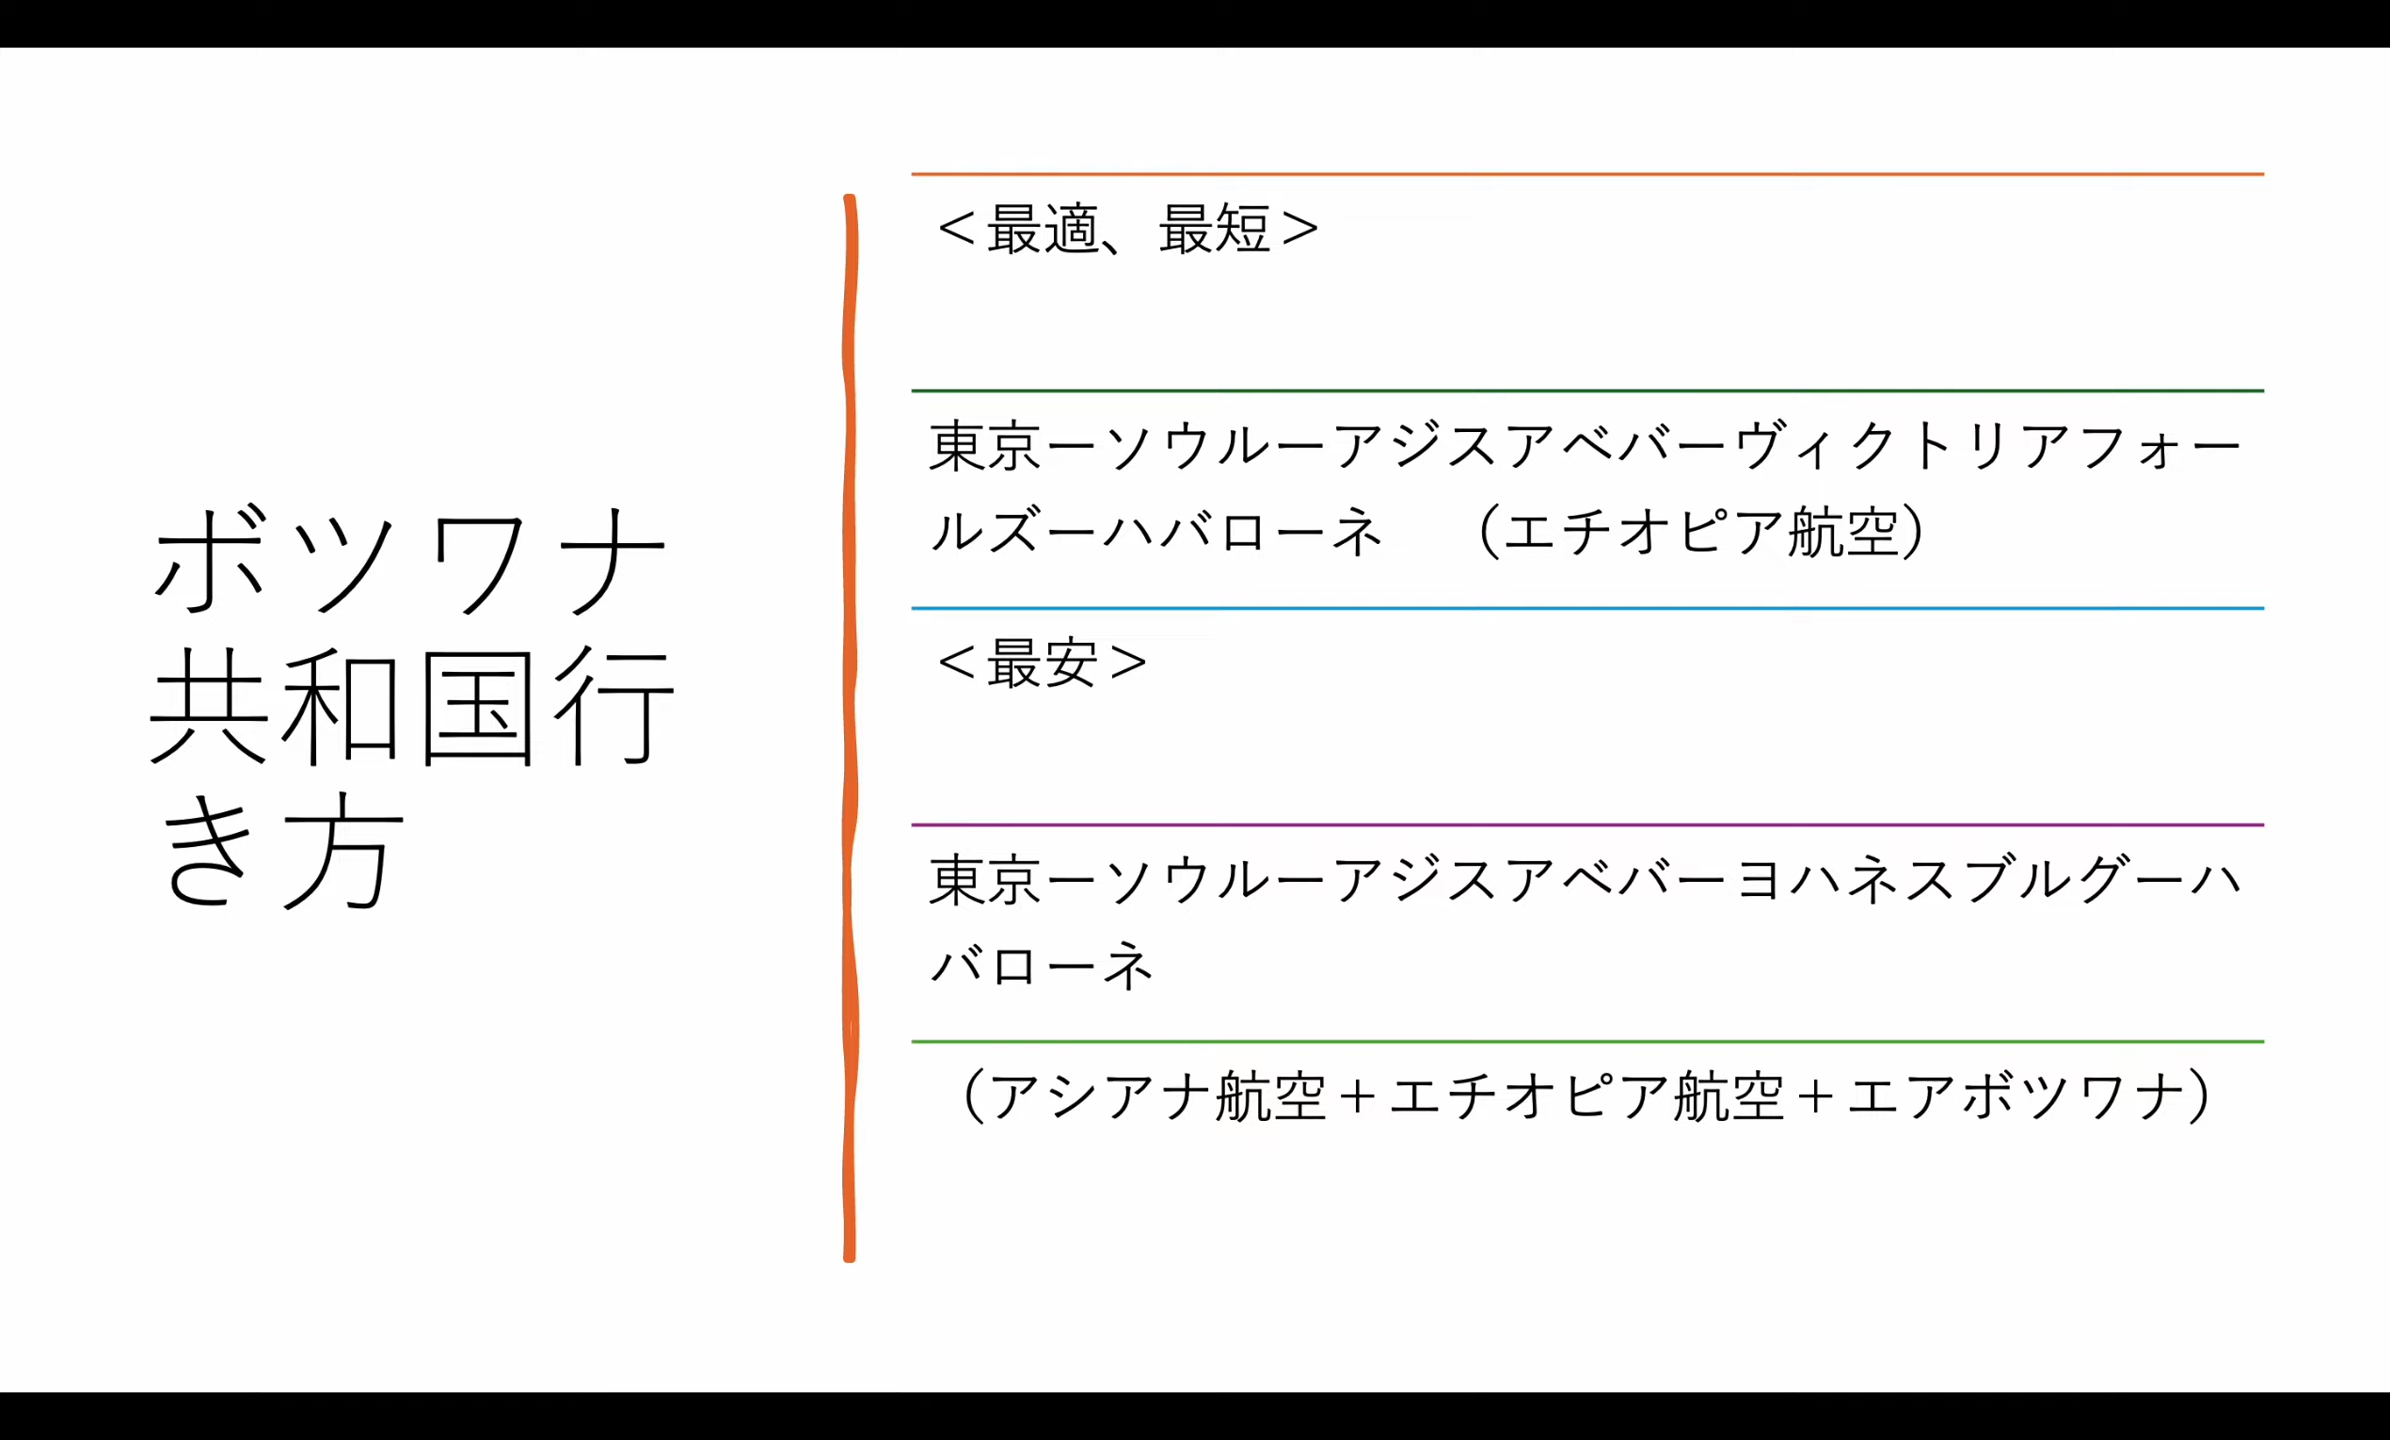 ボツワナ
共和国行
き方
＜最適、最短＞
東京ーソウルーアジスアベバーヴィクトリアフォー
ルズーハバローネ　（エチオピア航空）
＜最安＞
東京ーソウルーアジスアベバーヨハネスブルグーハ
バローネ
（アシアナ航空＋エチオピア航空＋エアボツワナ）